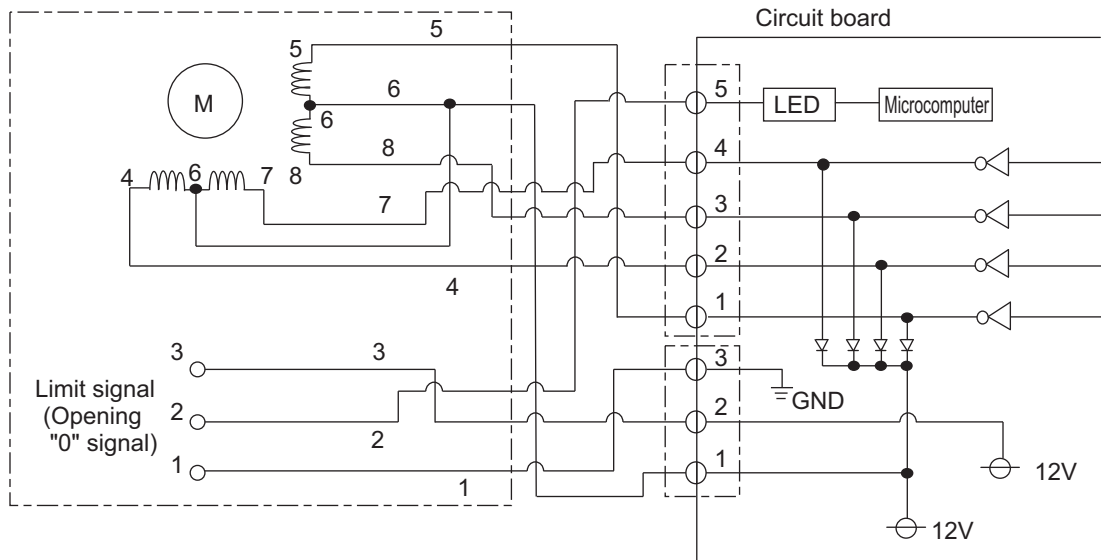 Circuit board
5
5
M
6
6
5
LED
Microcomputer
4
8
4
6
7
8
7
3
2
4
1
3
3
3
Limit signal
(Opening
"0" signal)
2
2
GND
2
1
1
1
12V
12V